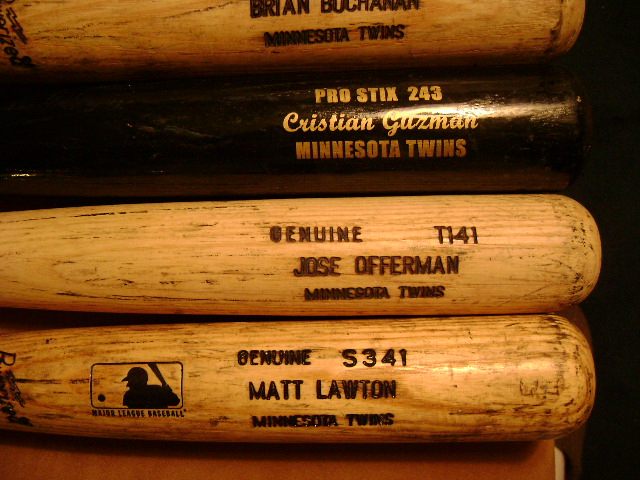 BRIAN BUCHANAN
MINNESOTA TWINS
PRO STIX 243
Cristian Guzman
MINNESOTA TWINS
GENUINE T141
JOSE OFFERMAN
MINNESOTA TWINS
GENUINE S341
MATT LAWTON
MINNESOTA TWINS
MAJOR LEAGUE BASEBALL